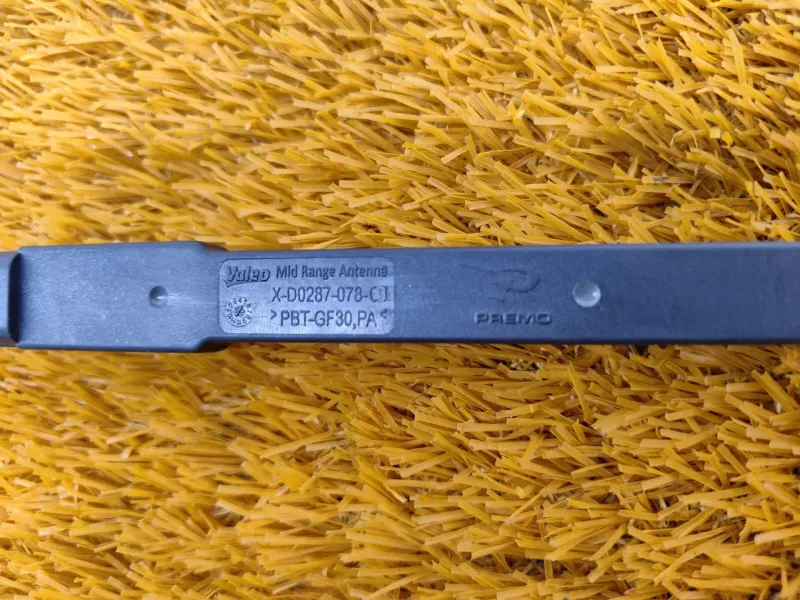 Valeo Mid Range Antenna
X-D0287-078-C
>PBT-GF30,PA<
PREMO